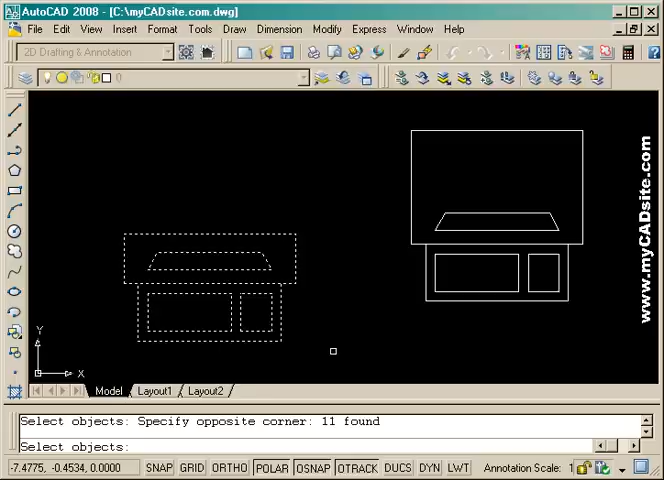 AutoCAD 2008 - [C:\myCADsite.com.dwg]
File Edit View Insert Format Tools Draw Dimension Modify Express Window Help
2D Drafting & Annotation
0
www.myCADsite.com
Y
X
Model Layout1 Layout2
Select objects: Specify opposite corner: 11 found
Select objects:
-7.4775, -0.4534, 0.0000 SNAP GRID ORTHO POLAR OSNAP OTRACK DUCS DYN LWT Annotation Scale: 1